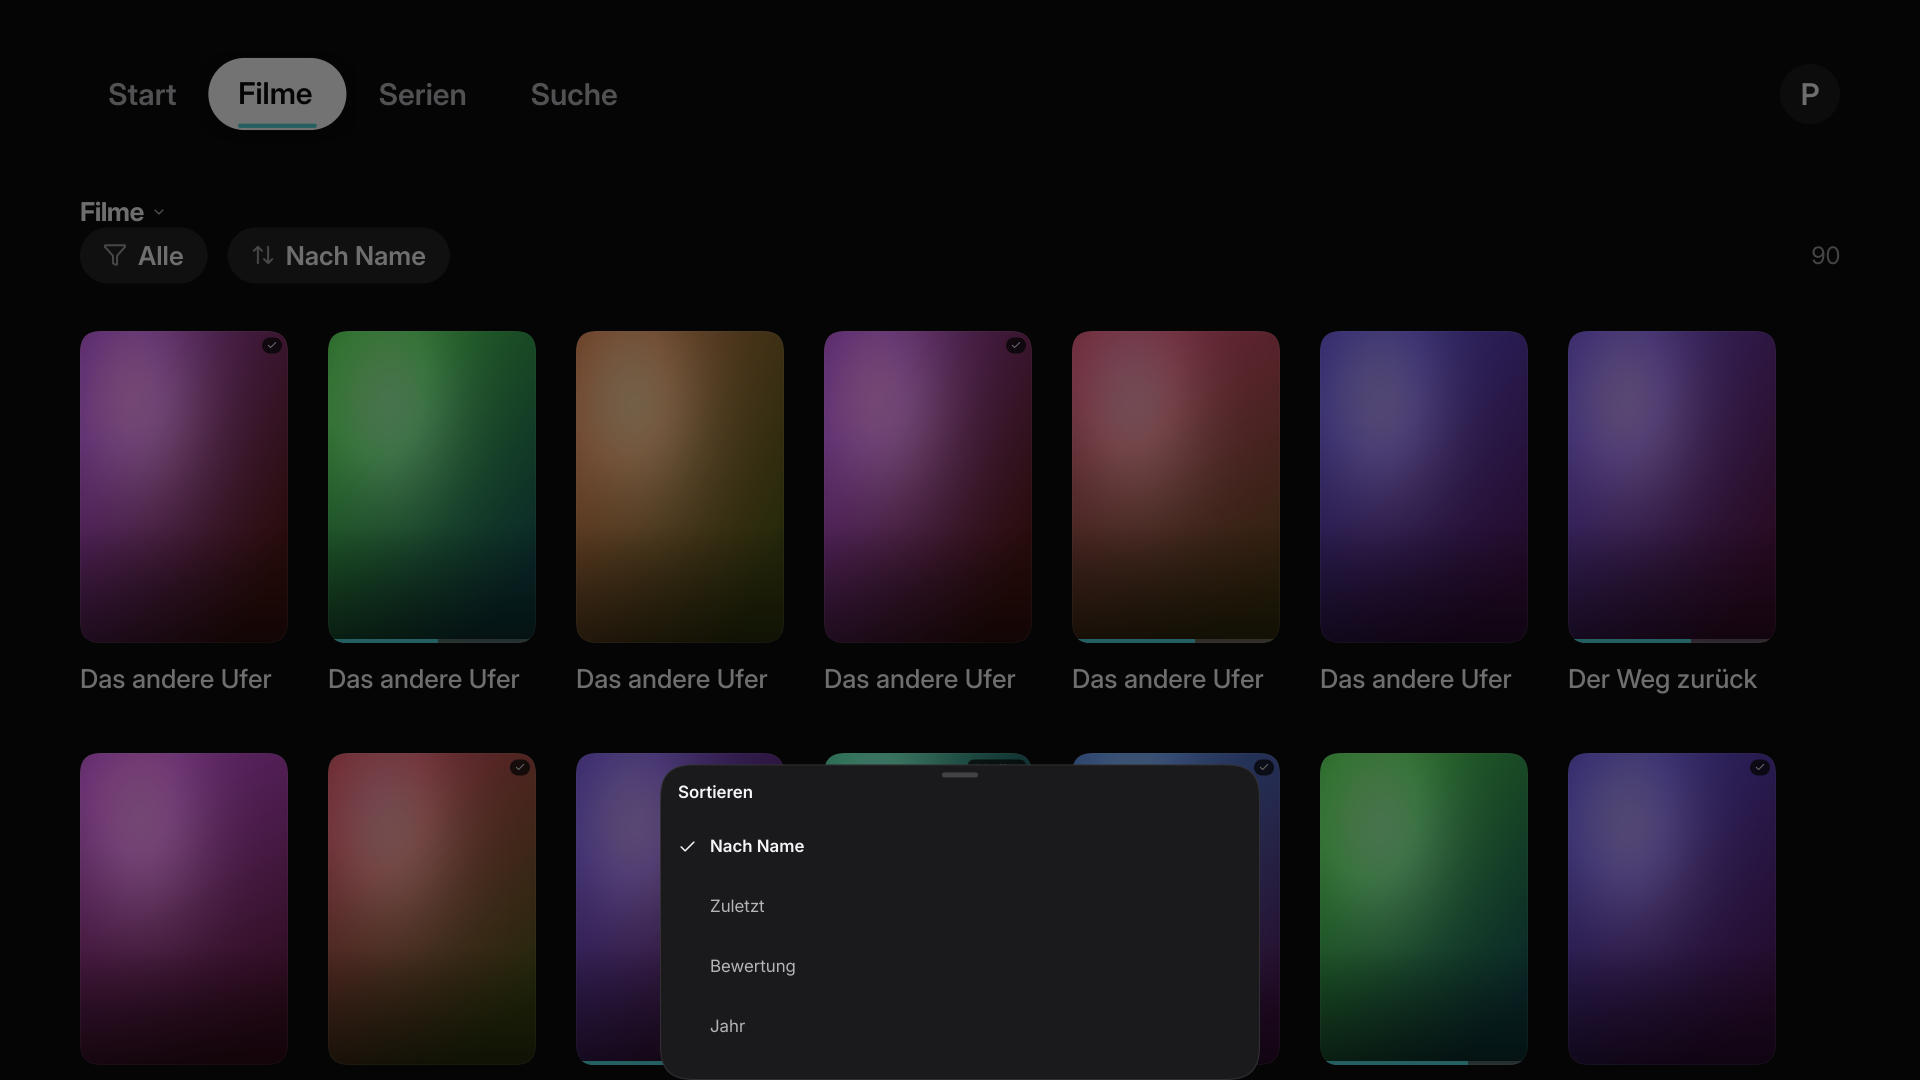 Start Filme Serien Suche P
Filme
Alle Nach Name 90
Das andere Ufer Das andere Ufer Das andere Ufer Das andere Ufer Das andere Ufer Das andere Ufer Der Weg zurück
Sortieren
Nach Name
Zuletzt
Bewertung
Jahr